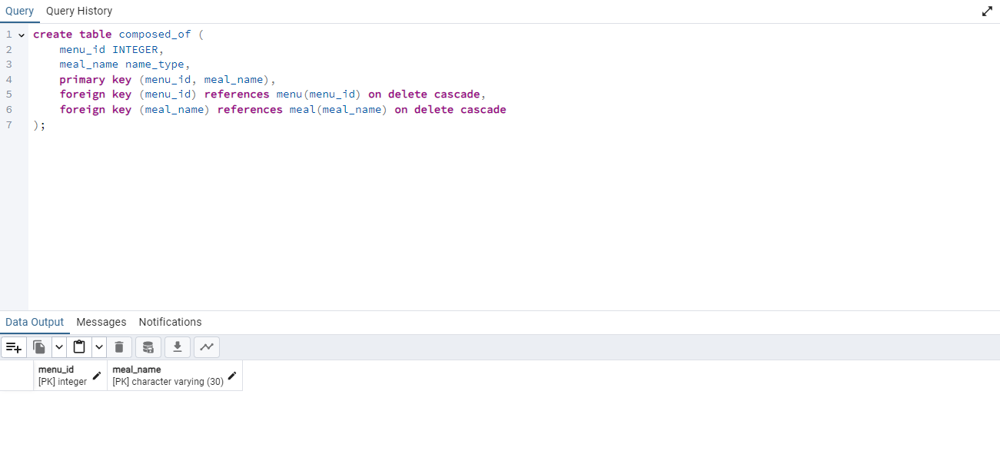 Query Query History
1 create table composed_of (
2 menu_id INTEGER,
3 meal_name name_type,
4 primary key (menu_id, meal_name),
5 foreign key (menu_id) references menu(menu_id) on delete cascade,
6 foreign key (meal_name) references meal(meal_name) on delete cascade
7 );
Data Output Messages Notifications
menu_id meal_name
[PK] integer [PK] character varying (30)